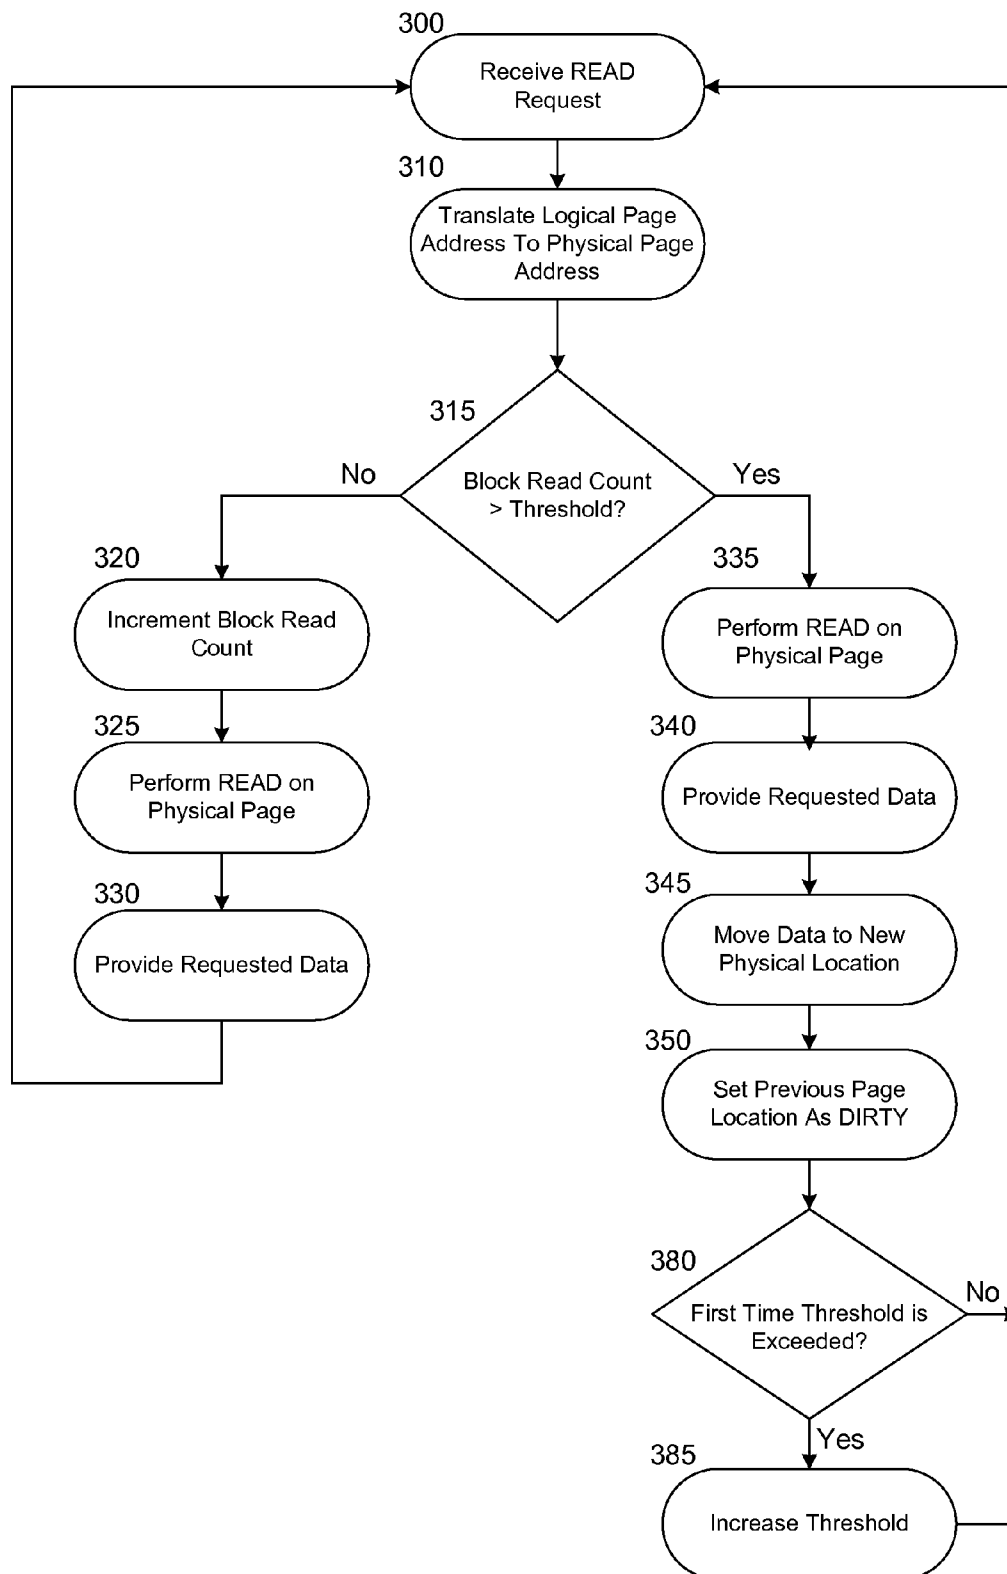 300
Receive READ
Request
310
Translate Logical Page
Address To Physical Page
Address
315
Block Read Count
> Threshold?
No
Yes
320
Increment Block Read
Count
325
Perform READ on
Physical Page
330
Provide Requested Data
335
Perform READ on
Physical Page
340
Provide Requested Data
345
Move Data to New
Physical Location
350
Set Previous Page
Location As DIRTY
380
First Time Threshold is
Exceeded?
No
Yes
385
Increase Threshold